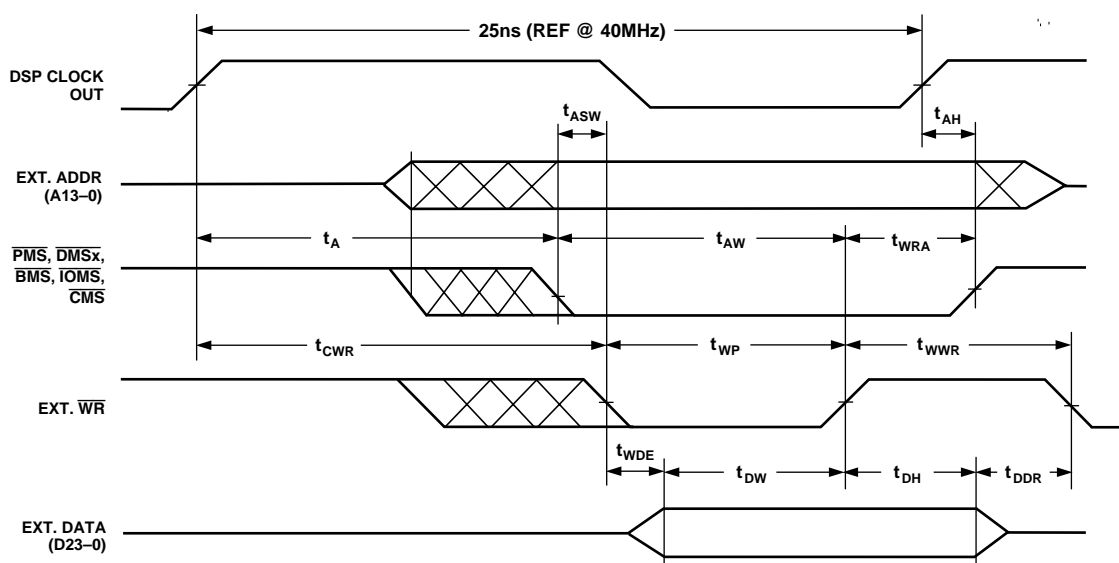 25ns (REF @ 40MHz)
DSP CLOCK
OUT
tASW
tAH
EXT. ADDR
(A13–0)
tA
tAW
tWRA
PMS, DMSx,
BMS, IOMS,
CMS
tCWR
tWP
tWWR
EXT. WR
tWDE
tDW
tDH
tDDR
EXT. DATA
(D23–0)